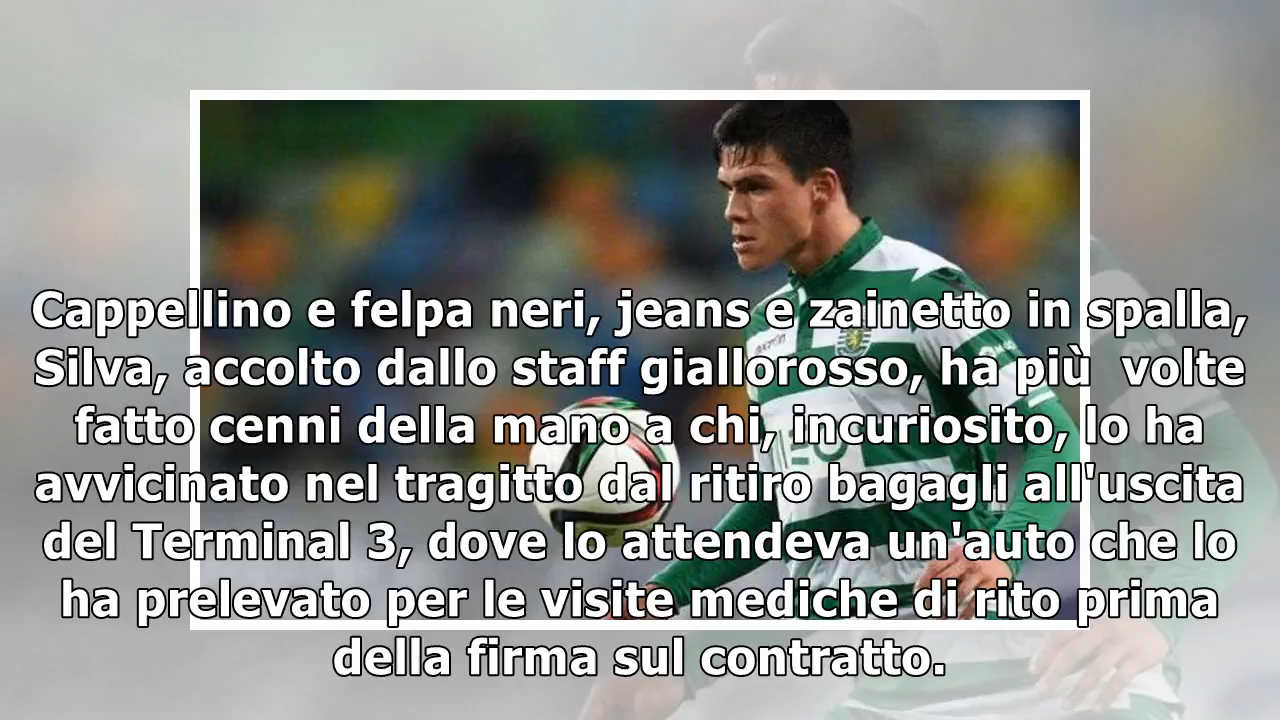 Cappellino e felpa neri, jeans e zainetto in spalla,
Silva, accolto dallo staff giallorosso, ha più  volte
fatto cenni della mano a chi, incuriosito, lo ha
avvicinato nel tragitto dal ritiro bagagli all'uscita
del Terminal 3, dove lo attendeva un'auto che lo
ha prelevato per le visite mediche di rito prima
della firma sul contratto.